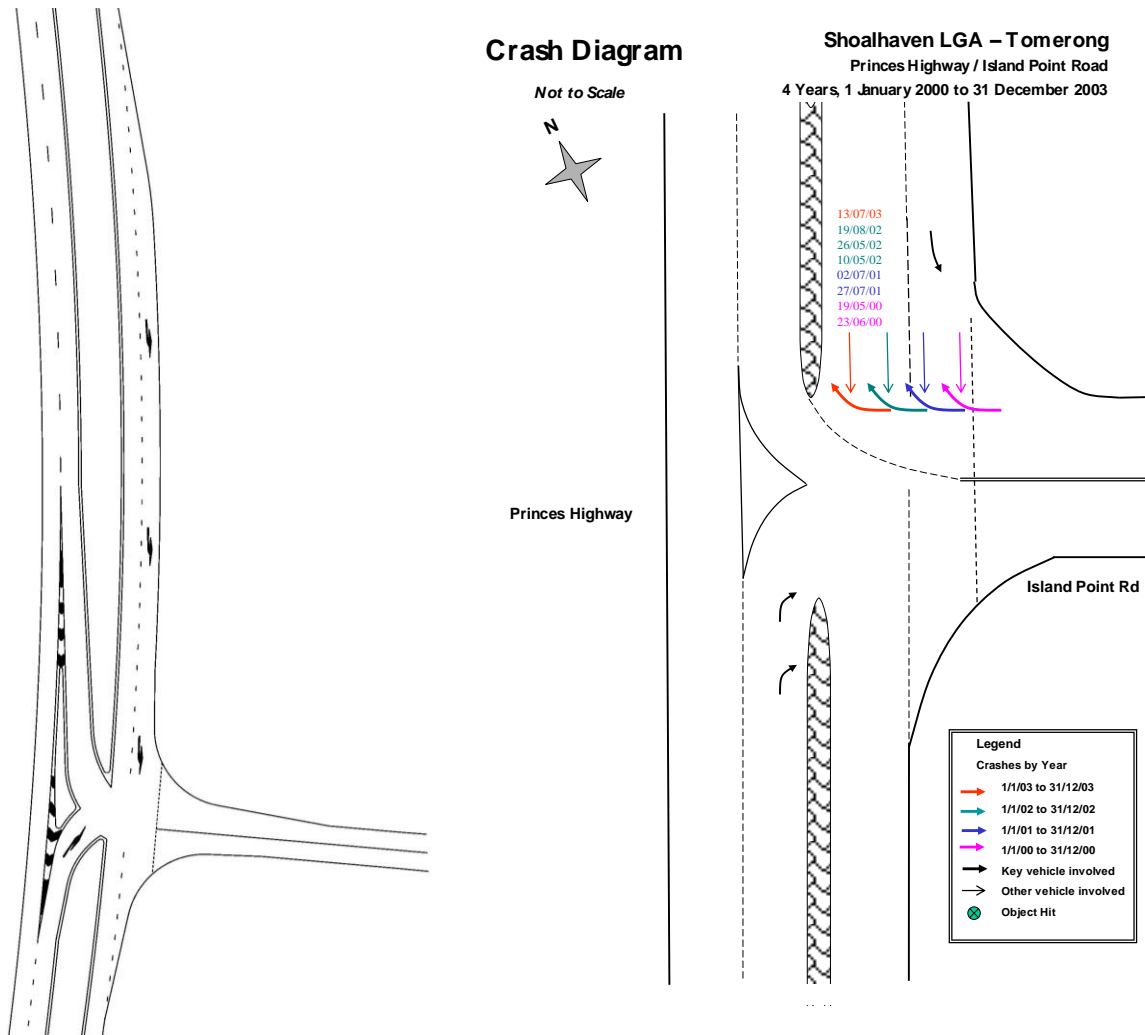 Crash Diagram
Not to Scale
Shoalhaven LGA – Tomerong
Princes Highway / Island Point Road
4 Years, 1 January 2000 to 31 December 2003
N
13/07/03
19/08/02
26/05/02
10/05/02
02/07/01
27/07/01
19/05/00
23/06/00
Princes Highway
Island Point Rd
Legend
Crashes by Year
1/1/03 to 31/12/03
1/1/02 to 31/12/02
1/1/01 to 31/12/01
1/1/00 to 31/12/00
Key vehicle involved
Other vehicle involved
Object Hit